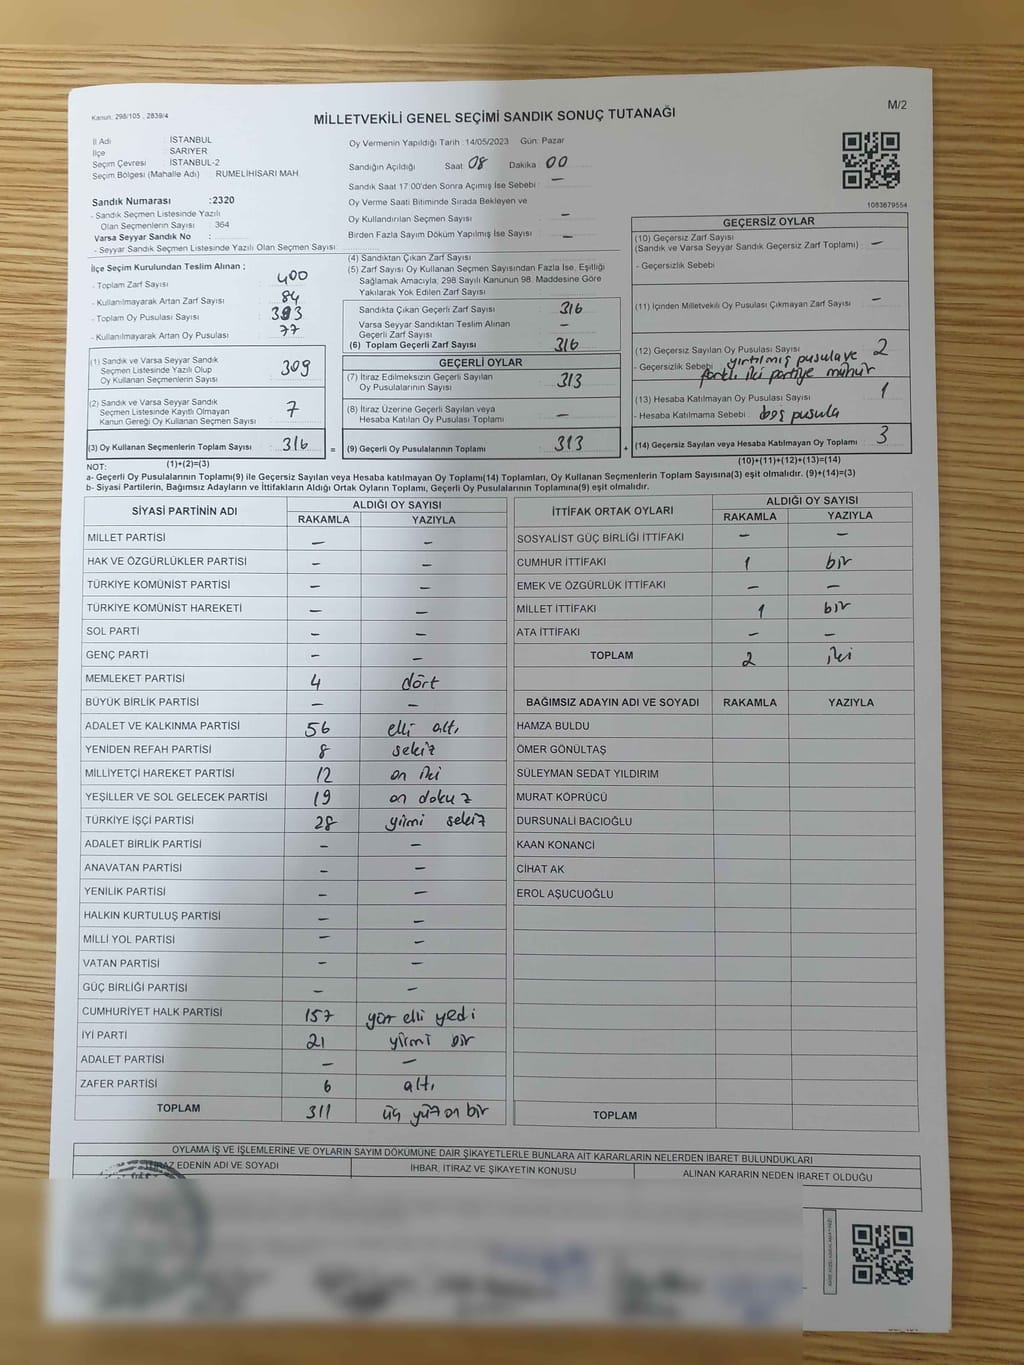 Kanun: 298/105 , 2839/4
M/2
MİLLETVEKİLİ GENEL SEÇİMİ SANDIK SONUÇ TUTANAĞI
İl Adı : İSTANBUL
İlçe : SARIYER
Seçim Çevresi : İSTANBUL-2
Seçim Bölgesi (Mahalle Adı) RUMELİHİSARI MAH.
Sandık Numarası :2320
- Sandık Seçmen Listesinde Yazılı
Olan Seçmenlerin Sayısı : 364
Varsa Seyyar Sandık No :
- Seyyar Sandık Seçmen Listesinde Yazılı Olan Seçmen Sayısı :
Oy Vermenin Yapıldığı Tarih : 14/05/2023 Gün: Pazar
Sandığın Açıldığı Saat 08 Dakika 00
Sandık Saat 17:00'den Sonra Açımış İse Sebebi : —
Oy Verme Saati Bitiminde Sırada Bekleyen ve
Oy Kullandırılan Seçmen Sayısı : —
Birden Fazla Sayım Döküm Yapılmış İse Sayısı : —
1083679554
İlçe Seçim Kurulundan Teslim Alınan ;
- Toplam Zarf Sayısı : 400
- Kullanılmayarak Artan Zarf Sayısı : 84
- Toplam Oy Pusulası Sayısı : 393
- Kullanılmayarak Artan Oy Pusulası : 77
(1) Sandık ve Varsa Seyyar Sandık
Seçmen Listesinde Yazılı Olup
Oy Kullanan Seçmenlerin Sayısı : 309
(2) Sandık ve Varsa Seyyar Sandık
Seçmen Listesinde Kayıtlı Olmayan
Kanun Gereği Oy Kullanan Seçmen Sayısı : 7
(3) Oy Kullanan Seçmenlerin Toplam Sayısı : 316
(1)+(2)=(3)
(4) Sandıktan Çıkan Zarf Sayısı :
(5) Zarf Sayısı Oy Kullanan Seçmen Sayısından Fazla İse, Eşitliği
Sağlamak Amacıyla, 298 Sayılı Kanunun 98. Maddesine Göre
Yakılarak Yok Edilen Zarf Sayısı :
Sandıkta Çıkan Geçerli Zarf Sayısı : 316
Varsa Seyyar Sandıktan Teslim Alınan
Geçerli Zarf Sayısı : —
(6) Toplam Geçerli Zarf Sayısı : 316
GEÇERLİ OYLAR
(7) İtiraz Edilmeksizin Geçerli Sayılan
Oy Pusulalarının Sayısı : 313
(8) İtiraz Üzerine Geçerli Sayılan veya
Hesaba Katılan Oy Pusulası Toplamı : —
= (9) Geçerli Oy Pusulalarının Toplamı : 313 +
GEÇERSİZ OYLAR
(10) Geçersiz Zarf Sayısı
(Sandık ve Varsa Seyyar Sandık Geçersiz Zarf Toplamı) : —
- Geçersizlik Sebebi :
(11) İçinden Milletvekili Oy Pusulası Çıkmayan Zarf Sayısı : —
(12) Geçersiz Sayılan Oy Pusulası Sayısı : 2
- Geçersizlik Sebebi : yırtılmış pusula ve
farklı iki partiye mühür
(13) Hesaba Katılmayan Oy Sayısı : 1
- Hesaba Katılmama Sebebi : boş pusula
(14) Geçersiz Sayılan veya Hesaba Katılmayan Oy Toplamı : 3
(10)+(11)+(12)+(13)=(14)
NOT:
a- Geçerli Oy Pusulalarının Toplamı(9) ile Geçersiz Sayılan veya Hesaba katılmayan Oy Toplamı(14) Toplamları, Oy Kullanan Seçmenlerin Toplam Sayısına(3) eşit olmalıdır. (9)+(14)=(3)
b- Siyasi Partilerin, Bağımsız Adayların ve İttifakların Aldığı Ortak Oyların Toplamı, Geçerli Oy Pusulalarının Toplamına(9) eşit olmalıdır.
SİYASİ PARTİNİN ADI ALDIĞI OY SAYISI
RAKAMLA YAZIYLA
MİLLET PARTİSİ — —
HAK VE ÖZGÜRLÜKLER PARTİSİ — —
TÜRKİYE KOMÜNİST PARTİSİ — —
TÜRKİYE KOMÜNİST HAREKETİ — —
SOL PARTİ — —
GENÇ PARTİ — —
MEMLEKET PARTİSİ 4 dört
BÜYÜK BİRLİK PARTİSİ — —
ADALET VE KALKINMA PARTİSİ 56 elli altı
YENİDEN REFAH PARTİSİ 8 sekiz
MİLLİYETÇİ HAREKET PARTİSİ 12 on iki
YEŞİLLER VE SOL GELECEK PARTİSİ 19 on dokuz
TÜRKİYE İŞÇİ PARTİSİ 28 yirmi sekiz
ADALET BİRLİK PARTİSİ — —
ANAVATAN PARTİSİ — —
YENİLİK PARTİSİ — —
HALKIN KURTULUŞ PARTİSİ — —
MİLLİ YOL PARTİSİ — —
VATAN PARTİSİ — —
GÜÇ BİRLİĞİ PARTİSİ — —
CUMHURİYET HALK PARTİSİ 157 yüz elli yedi
İYİ PARTİ 21 yirmi bir
ADALET PARTİSİ — —
ZAFER PARTİSİ 6 altı
TOPLAM 311 üç yüz on bir
İTTİFAK ORTAK OYLARI ALDIĞI OY SAYISI
RAKAMLA YAZIYLA
SOSYALİST GÜÇ BİRLİĞİ İTTİFAKI — —
CUMHUR İTTİFAKI 1 bir
EMEK VE ÖZGÜRLÜK İTTİFAKI — —
MİLLET İTTİFAKI 1 bir
ATA İTTİFAKI — —
TOPLAM 2 iki
BAĞIMSIZ ADAYIN ADI VE SOYADI RAKAMLA YAZIYLA
HAMZA BULDU
ÖMER GÖNÜLTAŞ
SÜLEYMAN SEDAT YILDIRIM
MURAT KÖPRÜCÜ
DURSUNALİ BACIOĞLU
KAAN KONANCİ
CİHAT AK
EROL AŞUCUOĞLU
TOPLAM
OYLAMA İŞ VE İŞLEMLERİNE VE OYLARIN SAYIM DÖKÜMÜNE DAİR ŞİKAYETLERLE BUNLARA AİT KARARLARIN NELERDEN İBARET BULUNDUKLARI
İTİRAZ EDENİN ADI VE SOYADI İHBAR, İTİRAZ VE ŞİKAYETİN KONUSU ALINAN KARARIN NEDEN İBARET OLDUĞU